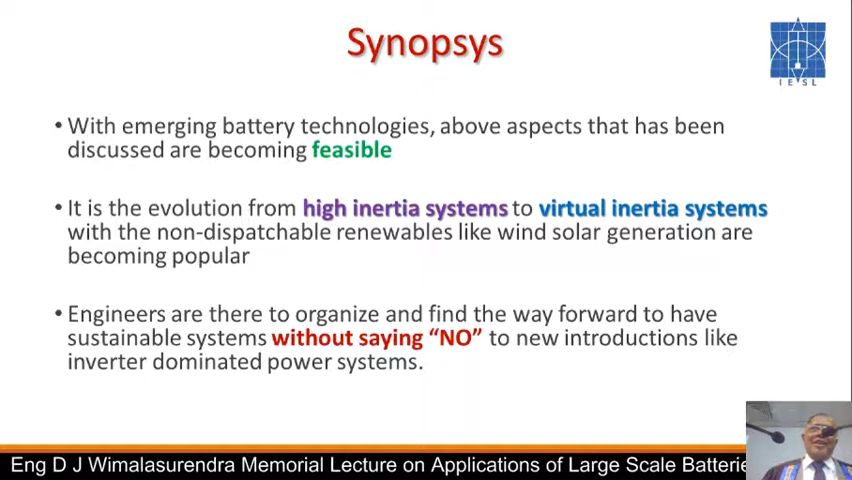 Synopsys
IESL
• With emerging battery technologies, above aspects that has been
discussed are becoming feasible
• It is the evolution from high inertia systems to virtual inertia systems
with the non-dispatchable renewables like wind solar generation are
becoming popular
• Engineers are there to organize and find the way forward to have
sustainable systems without saying “NO” to new introductions like
inverter dominated power systems.
Eng D J Wimalasurendra Memorial Lecture on Applications of Large Scale Batterie